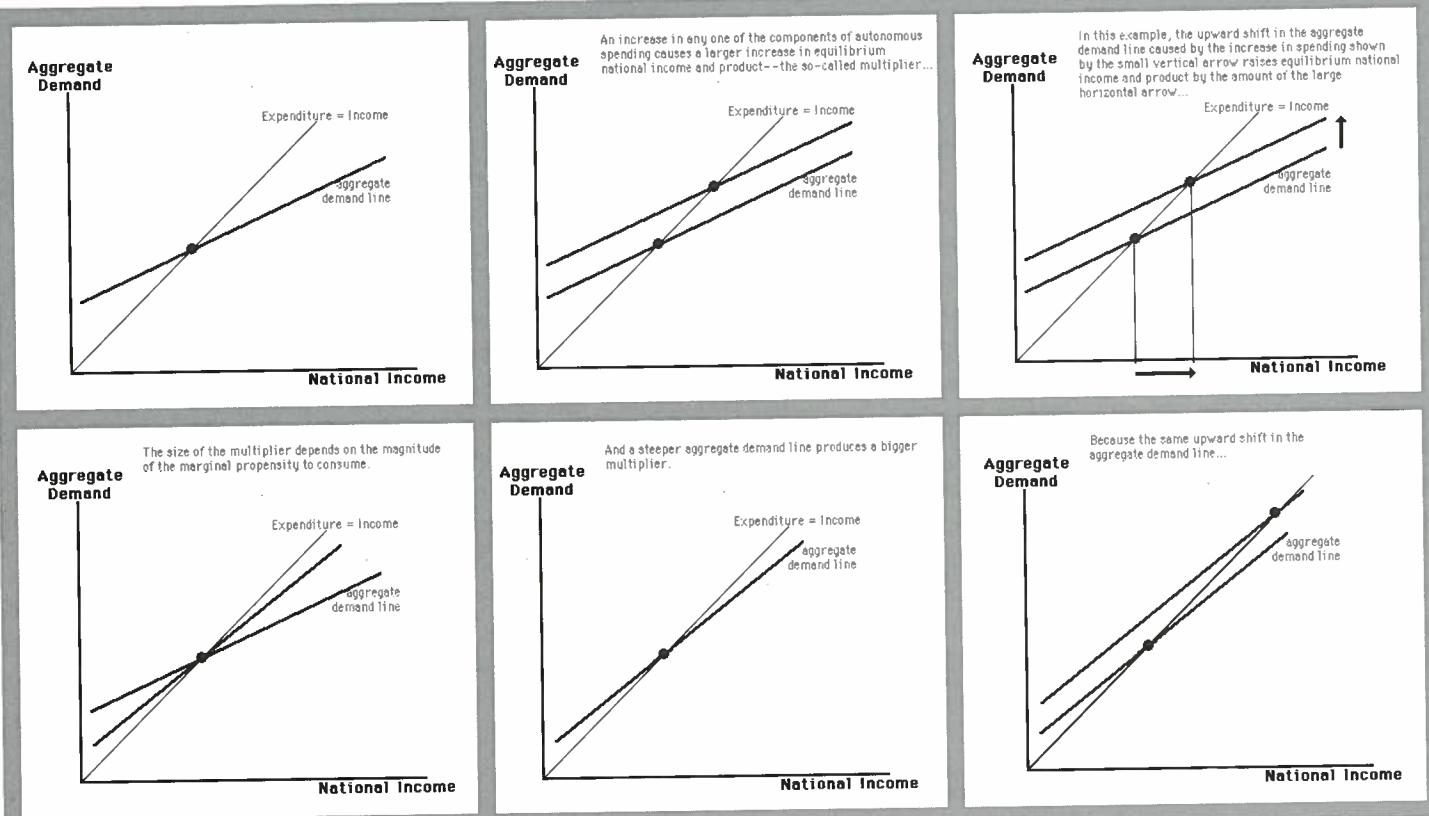 Aggregate
Demand
Expenditure = Income
aggregate
demand line
National Income
An increase in any one of the components of autonomous
spending causes a larger increase in equilibrium
national income and product--the so-called multiplier...
Aggregate
Demand
Expenditure = Income
aggregate
demand line
National Income
In this example, the upward shift in the aggregate
demand line caused by the increase in spending shown
by the small vertical arrow raises equilibrium national
income and product by the amount of the large
horizontal arrow...
Aggregate
Demand
Expenditure = Income
aggregate
demand line
National Income
The size of the multiplier depends on the magnitude
of the marginal propensity to consume.
Aggregate
Demand
Expenditure = Income
aggregate
demand line
National Income
And a steeper aggregate demand line produces a bigger
multiplier.
Aggregate
Demand
Expenditure = Income
aggregate
demand line
National Income
Because the same upward shift in the
aggregate demand line...
Aggregate
Demand
aggregate
demand line
National Income